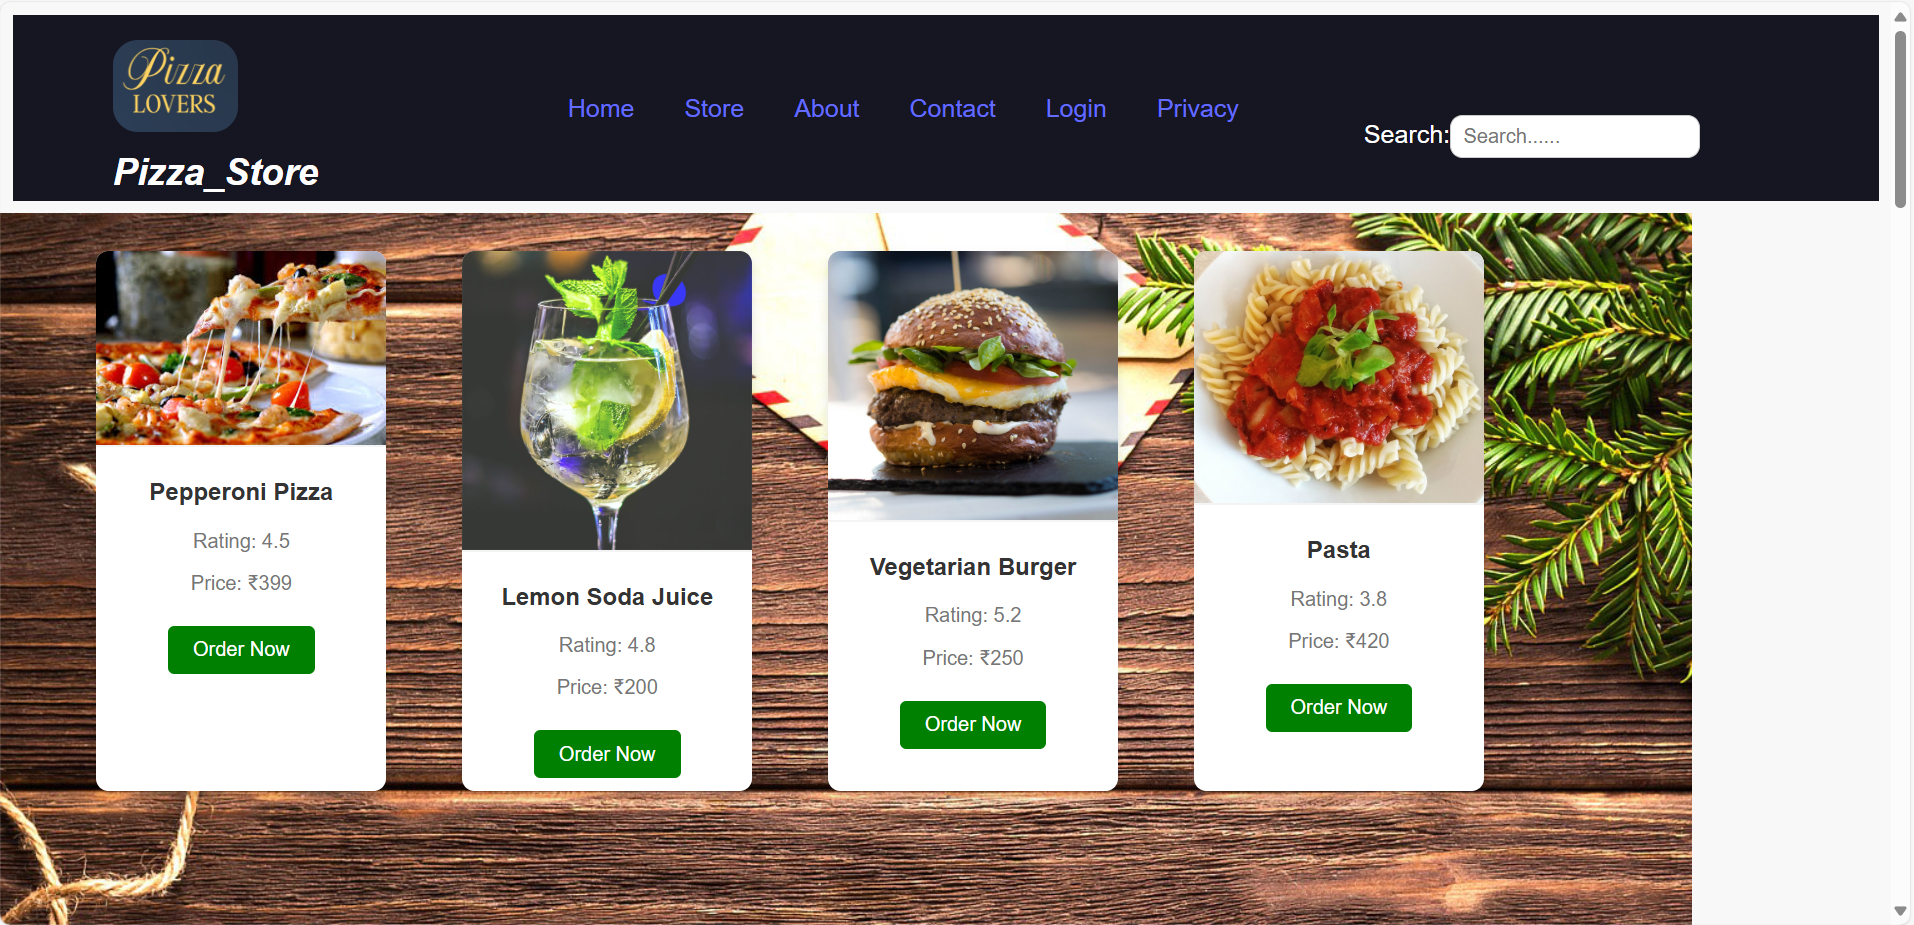 Pizza
LOVERS
Pizza_Store
Home Store About Contact Login Privacy
Search: Search......
Pepperoni Pizza
Rating: 4.5
Price: ₹399
Order Now
Lemon Soda Juice
Rating: 4.8
Price: ₹200
Order Now
Vegetarian Burger
Rating: 5.2
Price: ₹250
Order Now
Pasta
Rating: 3.8
Price: ₹420
Order Now